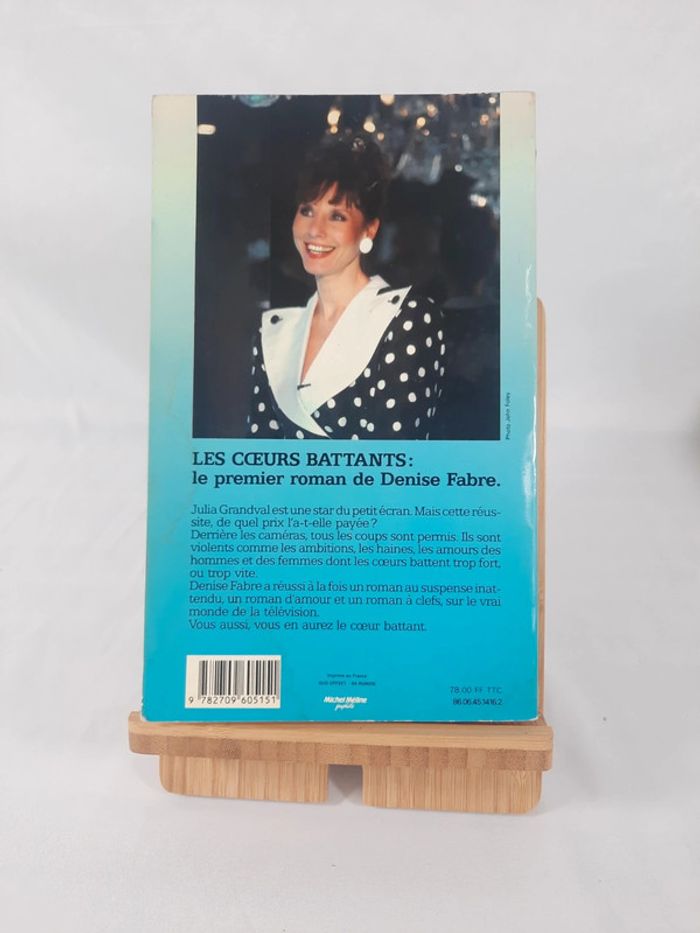 Photo John Foley
LES CŒURS BATTANTS:
le premier roman de Denise Fabre.
Julia Grandval est une star du petit écran. Mais cette réus-
site, de quel prix l'a-t-elle payée ?
Derrière les caméras, tous les coups sont permis. Ils sont
violents comme les ambitions, les haines, les amours des
hommes et des femmes dont les cœurs battent trop fort,
ou trop vite.
Denise Fabre a réussi à la fois un roman au suspense inat-
tendu, un roman d'amour et un roman à clefs, sur le vrai
monde de la télévision.
Vous aussi, vous en aurez le cœur battant.
9 782709 605151
Imprimé en France
Michel Méline
78.00 FF TTC
86.06.45.1416.2